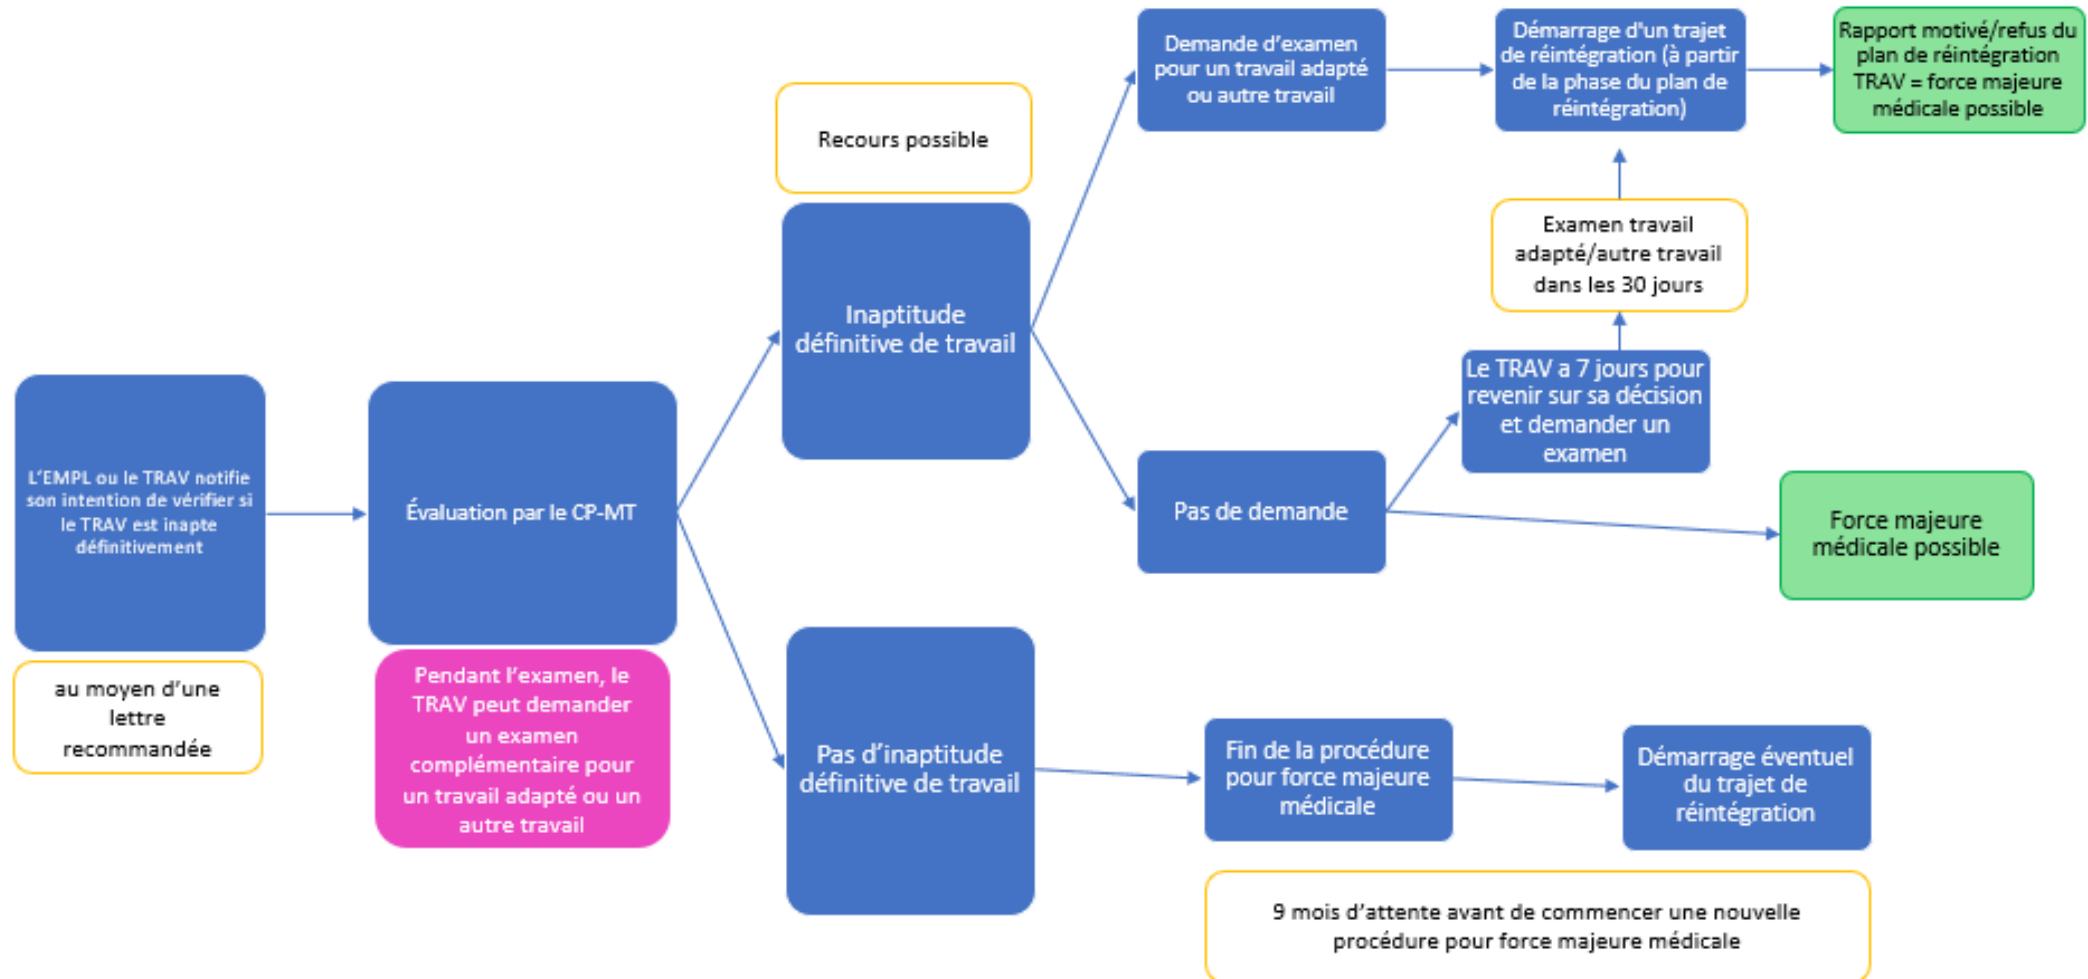 L'EMPL ou le TRAV notifie
son intention de vérifier si
le TRAV est inapte
définitivement
au moyen d'une
lettre
recommandée
Évaluation par le CP-MT
Pendant l'examen, le
TRAV peut demander
un examen
complémentaire pour
un travail adapté ou un
autre travail
Recours possible
Inaptitude
définitive de travail
Demande d'examen
pour un travail adapté
ou autre travail
Démarrage d'un trajet
de réintégration (à partir
de la phase du plan de
réintégration)
Rapport motivé/refus du
plan de réintégration
TRAV = force majeure
médicale possible
Examen travail
adapté/autre travail
dans les 30 jours
Le TRAV a 7 jours pour
revenir sur sa décision
et demander un
examen
Pas de demande
Force majeure
médicale possible
Pas d'inaptitude
définitive de travail
Fin de la procédure
pour force majeure
médicale
Démarrage éventuel
du trajet de
réintégration
9 mois d'attente avant de commencer une nouvelle
procédure pour force majeure médicale